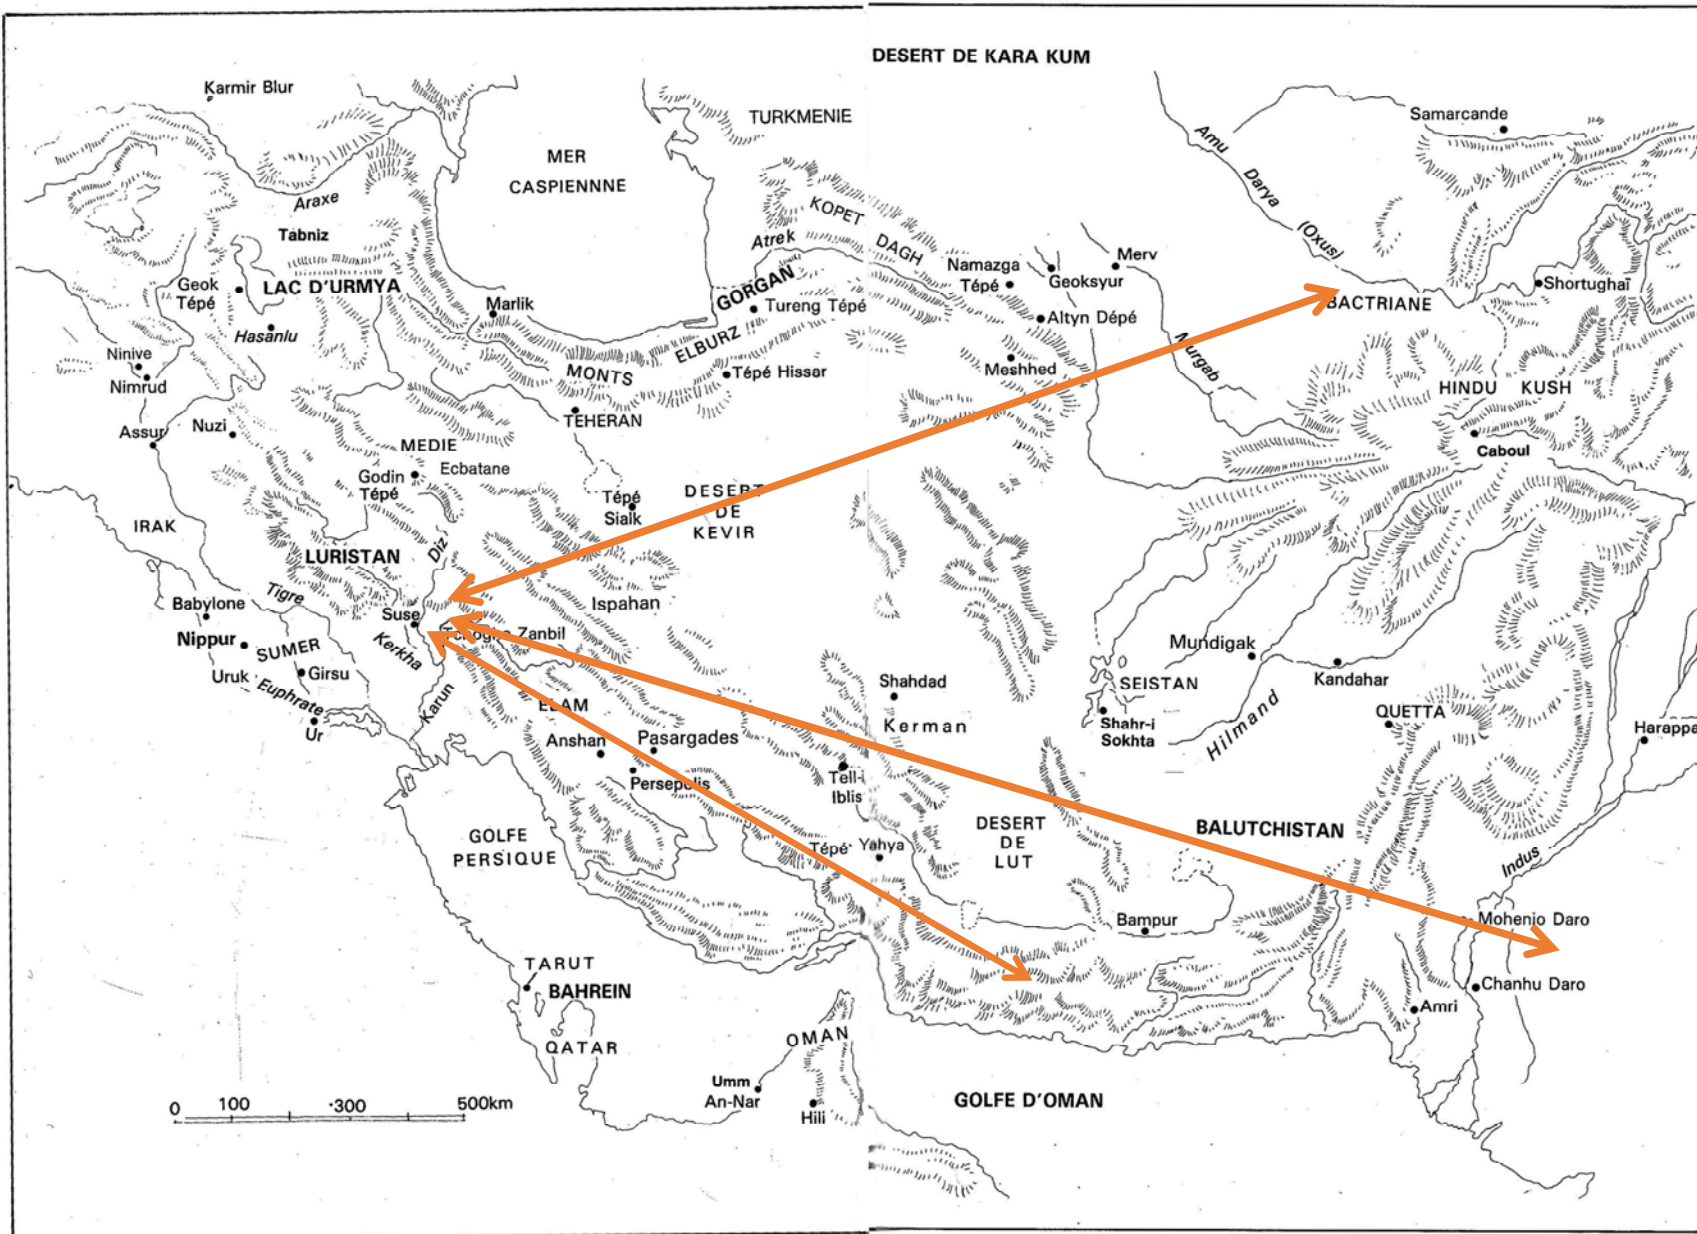 DESERT DE KARA KUM
Karmir Blur
TURKMENIE
Samarcande
MER
CASPIENNNE
Amu
Darya
(Oxus)
Araxe
KOPET
DAGH
Tabniz
Atrek
Merv
Namazga
Tépé
Geoksyur
Geok
Tépé
LAC D'URMYA
GORGAN
Shortughaï
BACTRIANE
Marlik
Tureng Tépé
Altyn Dépé
Hasanlu
ELBURZ
Murgab
Ninive
MONTS
Tépé Hissar
Meshhed
Nimrud
HINDU KUSH
TEHERAN
Nuzi
Assur
MEDIE
Caboul
Godin
Tépé
Ecbatane
Tépé
Sialk
DESERT
DE
KEVIR
IRAK
Diz
LURISTAN
Tigre
Babylone
Suse
Ispahan
Tchogha Zanbil
Nippur
SUMER
Kerkha
Mundigak
Uruk
Girsu
Kandahar
Euphrate
Karun
Shahdad
SEISTAN
Ur
ELAM
Kerman
Shahr-i
Sokhta
Hilmand
QUETTA
Harappa
Anshan
Pasargades
Persepolis
Tell-i
Iblis
GOLFE
PERSIQUE
DESERT
DE
LUT
BALUTCHISTAN
Tépé Yahya
Indus
Bampur
Mohenjo Daro
TARUT
BAHREIN
Chanhu Daro
Amri
QATAR
OMAN
Umm
An-Nar
Hili
GOLFE D'OMAN
0 100 300 500km